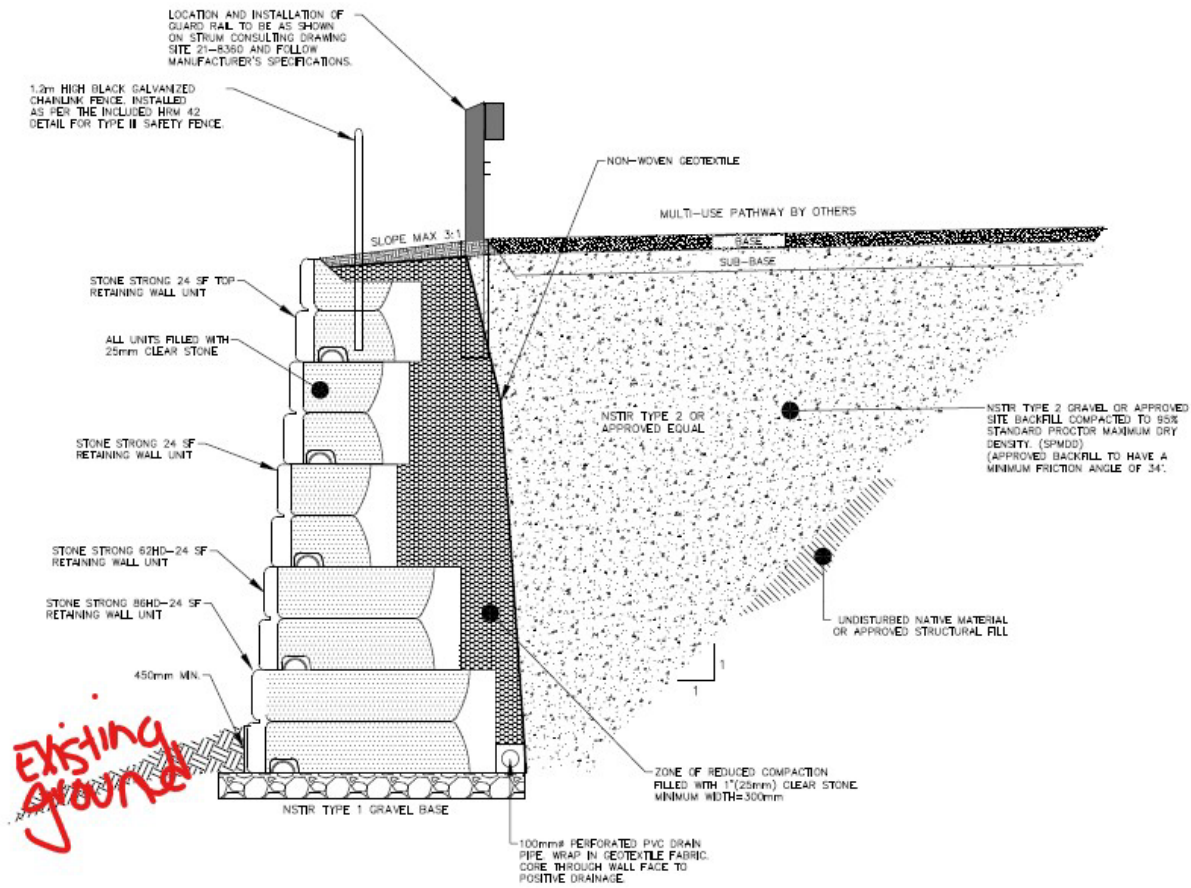 LOCATION AND INSTALLATION OF
GUARD RAIL TO BE AS SHOWN
ON STRUM CONSULTING DRAWING
SITE 21-8360 AND FOLLOW
MANUFACTURER'S SPECIFICATIONS.
1.2m HIGH BLACK GALVANIZED
CHAINLINK FENCE. INSTALLED
AS PER THE INCLUDED HRM 42
DETAIL FOR TYPE III SAFETY FENCE.
NON-WOVEN GEOTEXTILE
MULTI-USE PATHWAY BY OTHERS
SLOPE MAX 3:1
BASE
SUB-BASE
STONE STRONG 24 SF TOP
RETAINING WALL UNIT
ALL UNITS FILLED WITH
25mm CLEAR STONE
NSTIR TYPE 2 OR
APPROVED EQUAL
NSTIR TYPE 2 GRAVEL OR APPROVED
SITE BACKFILL COMPACTED TO 95%
STANDARD PROCTOR MAXIMUM DRY
DENSITY. (SPMDD)
(APPROVED BACKFILL TO HAVE A
MINIMUM FRICTION ANGLE OF 34°.
STONE STRONG 24 SF
RETAINING WALL UNIT
STONE STRONG 62HD-24 SF
RETAINING WALL UNIT
STONE STRONG 86HD-24 SF
RETAINING WALL UNIT
UNDISTURBED NATIVE MATERIAL
OR APPROVED STRUCTURAL FILL
1
1
450mm MIN.
Existing
ground
ZONE OF REDUCED COMPACTION
FILLED WITH 1"(25mm) CLEAR STONE.
MINIMUM WIDTH=300mm
NSTIR TYPE 1 GRAVEL BASE
100mmø PERFORATED PVC DRAIN
PIPE. WRAP IN GEOTEXTILE FABRIC.
CORE THROUGH WALL FACE TO
POSITIVE DRAINAGE.